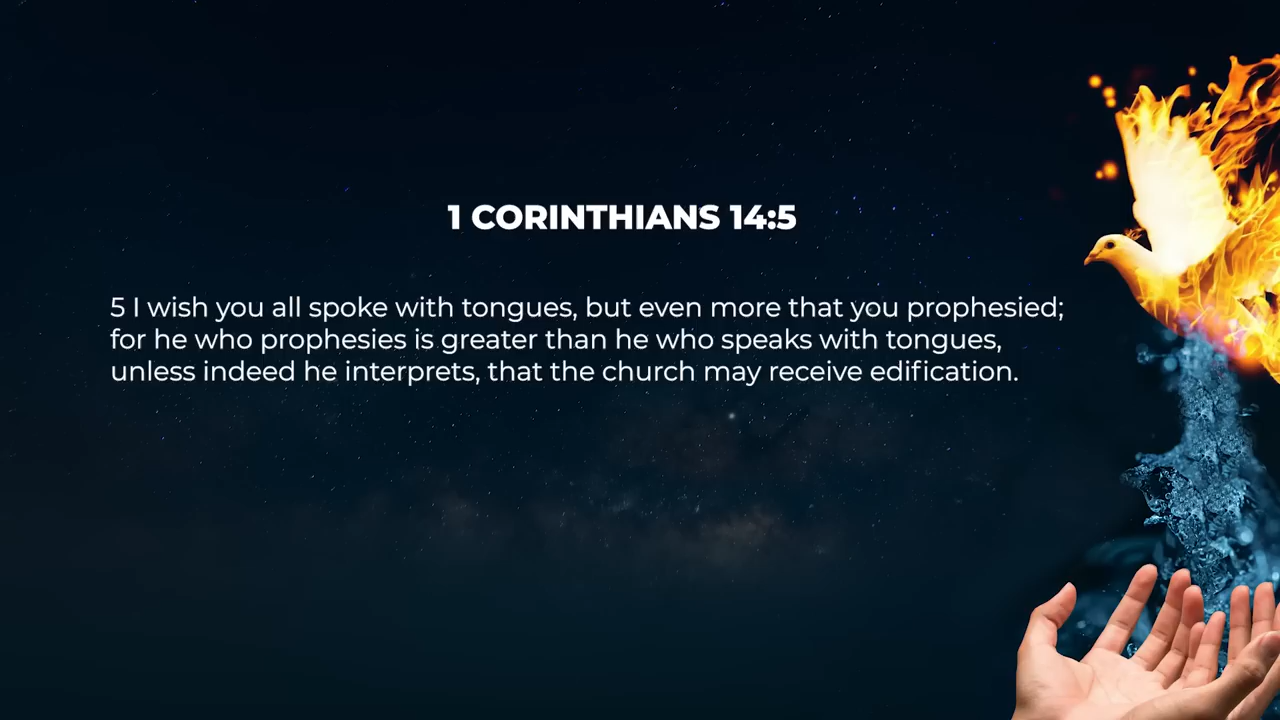 1 CORINTHIANS 14:5
5 I wish you all spoke with tongues, but even more that you prophesied;
for he who prophesies is greater than he who speaks with tongues,
unless indeed he interprets, that the church may receive edification.